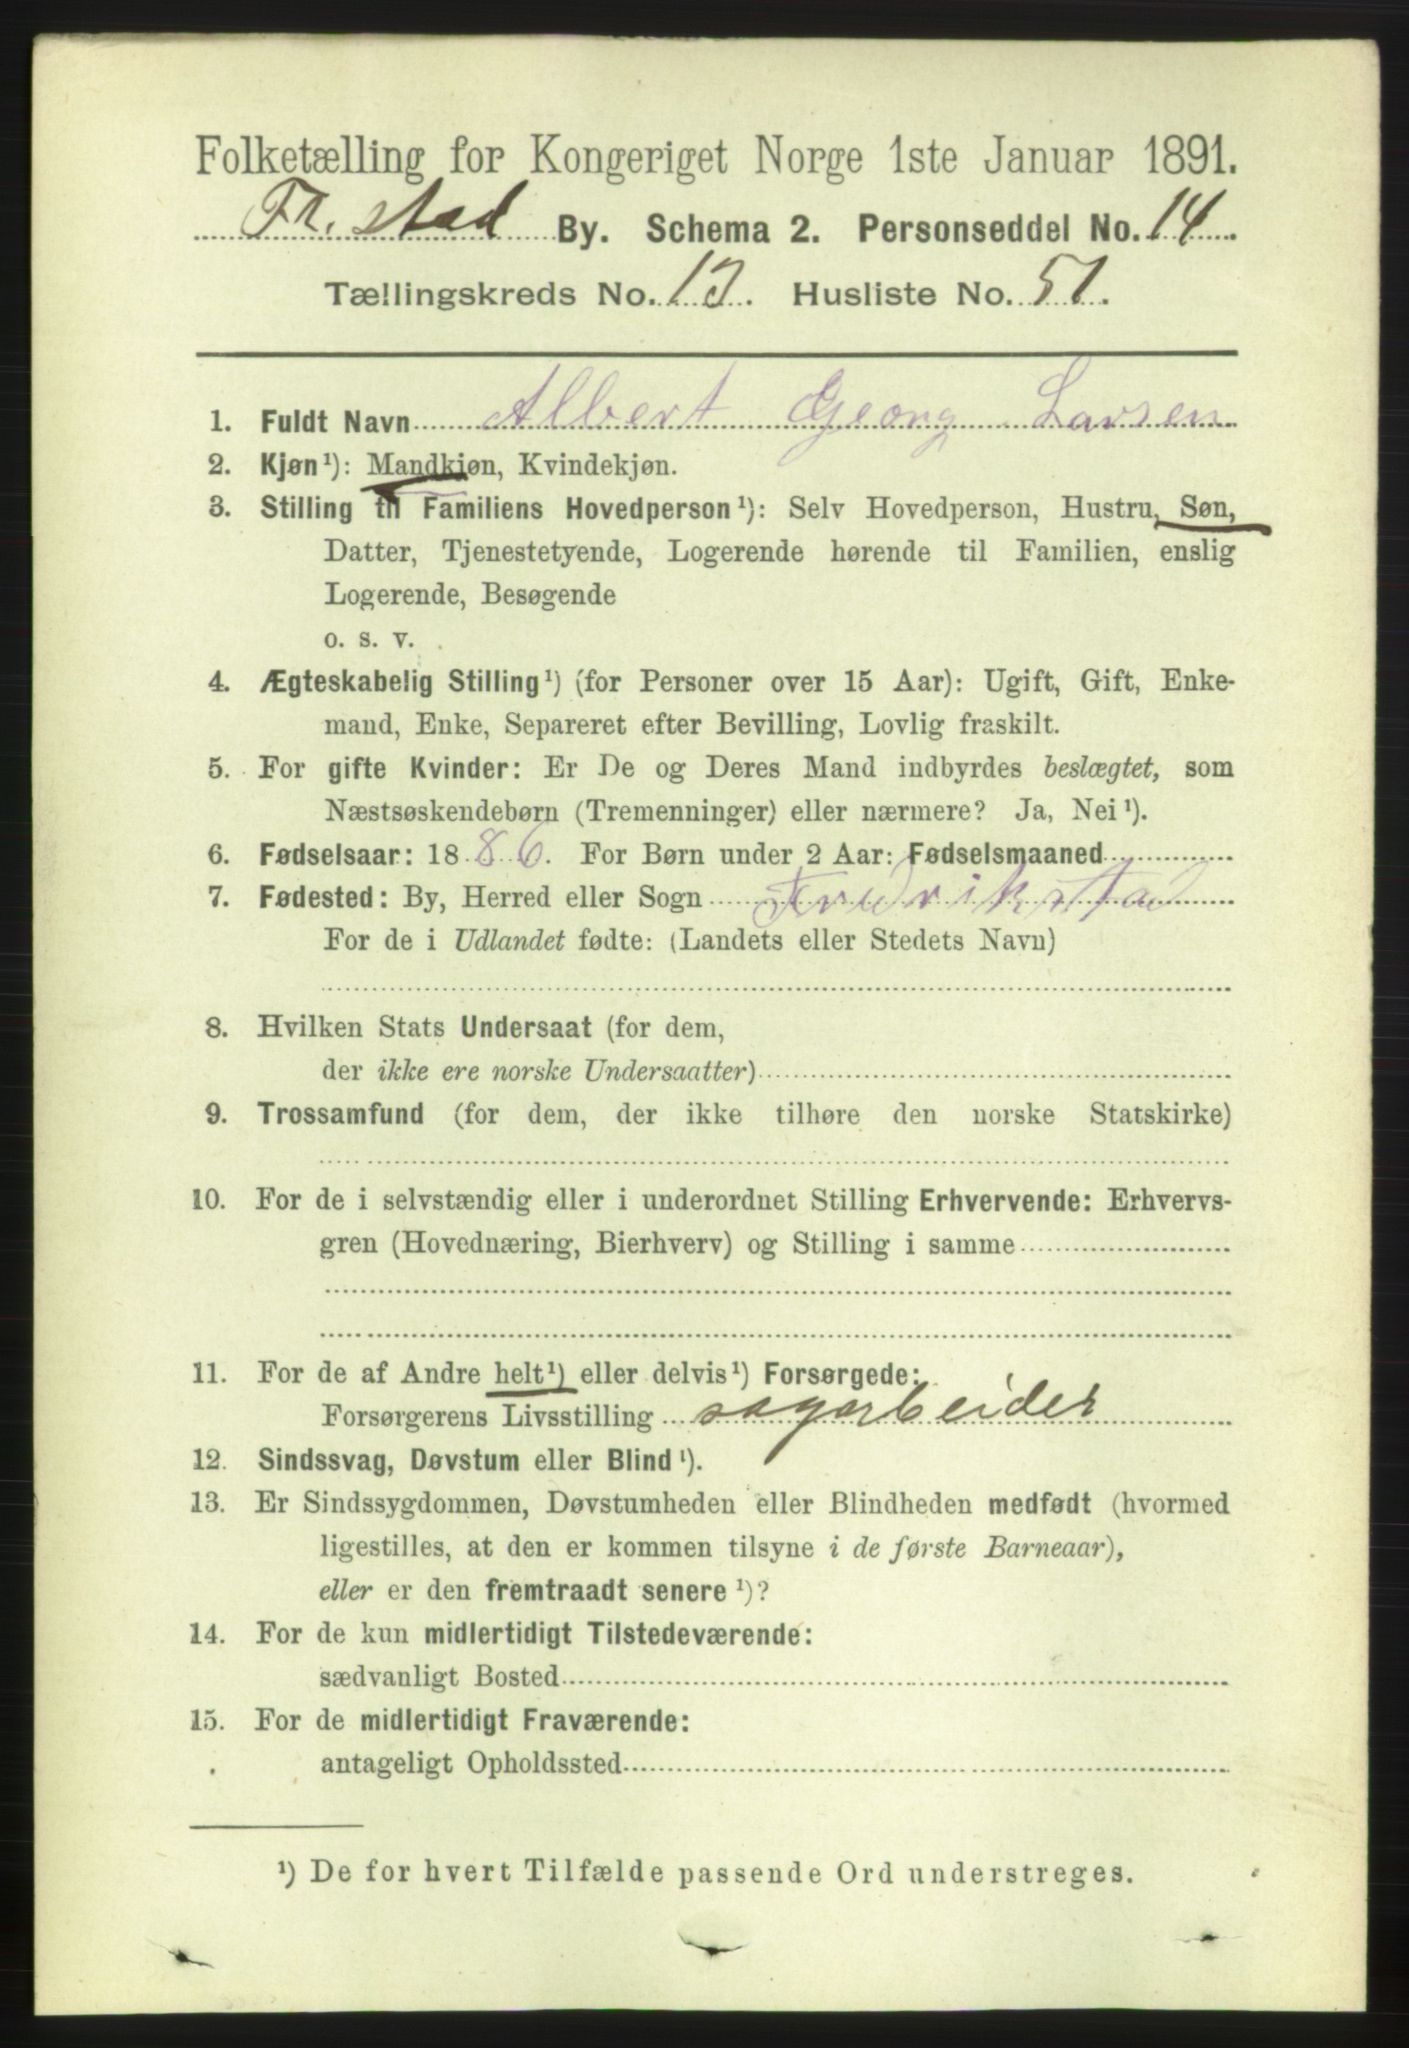 Folketælling for Kongeriget Norge 1ste Januar 1891.
Fr. stad By. Schema 2. Personseddel No. 14.
Tællingskreds No. 13. Husliste No. 51.
1. Fuldt Navn Albert Georg Larsen
2. Kjøn¹): Mandkjøn, Kvindekjøn.
3. Stilling til Familiens Hovedperson¹): Selv Hovedperson, Hustru, Søn,
Datter, Tjenestetyende, Logerende hørende til Familien, enslig
Logerende, Besøgende
o. s. v.
4. Ægteskabelig Stilling¹) (for Personer over 15 Aar): Ugift, Gift, Enke-
mand, Enke, Separeret efter Bevilling, Lovlig fraskilt.
5. For gifte Kvinder: Er De og Deres Mand indbyrdes beslægtet, som
Næstsøskendebørn (Tremenninger) eller nærmere? Ja, Nei¹).
6. Fødselsaar: 1886. For Børn under 2 Aar: Fødselsmaaned
7. Fødested: By, Herred eller Sogn Fredrikstad
For de i Udlandet fødte: (Landets eller Stedets Navn)
8. Hvilken Stats Undersaat (for dem,
der ikke ere norske Undersaatter)
9. Trossamfund (for dem, der ikke tilhøre den norske Statskirke)
10. For de i selvstændig eller i underordnet Stilling Erhvervende: Erhvervs-
gren (Hovednæring, Bierhverv) og Stilling i samme
11. For de af Andre helt¹) eller delvis¹) Forsørgede:
Forsørgerens Livsstilling sagarbeider
12. Sindssvag, Døvstum eller Blind¹).
13. Er Sindssygdommen, Døvstumheden eller Blindheden medfødt (hvormed
ligestilles, at den er kommen tilsyne i de første Barneaar),
eller er den fremtraadt senere¹)?
14. For de kun midlertidigt Tilstedeværende:
sædvanligt Bosted
15. For de midlertidigt Fraværende:
antageligt Opholdssted
¹) De for hvert Tilfælde passende Ord understreges.